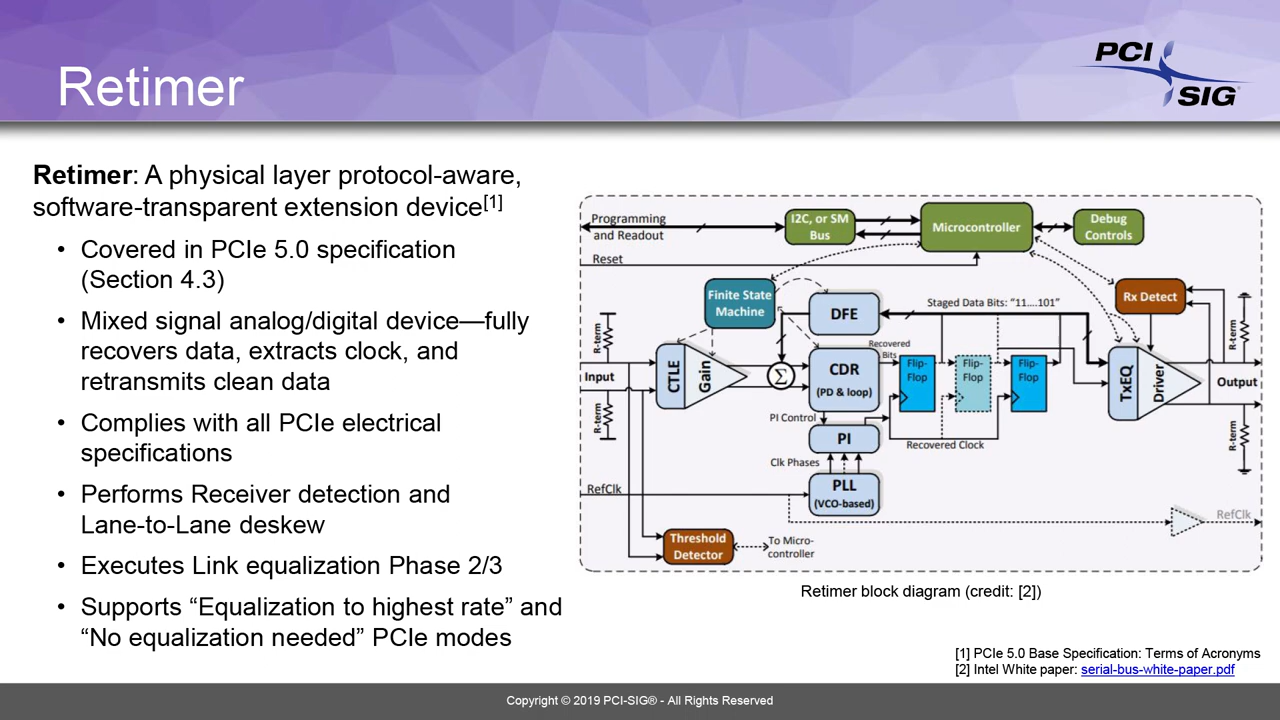 Retimer
PCI
SIG®
Retimer: A physical layer protocol-aware,
software-transparent extension device[1]
• Covered in PCIe 5.0 specification
(Section 4.3)
• Mixed signal analog/digital device—fully
recovers data, extracts clock, and
retransmits clean data
• Complies with all PCIe electrical
specifications
• Performs Receiver detection and
Lane-to-Lane deskew
• Executes Link equalization Phase 2/3
• Supports “Equalization to highest rate” and
“No equalization needed” PCIe modes
Programming
and Readout
I2C, or SM
Bus
Microcontroller
Debug
Controls
Reset
Finite State
Machine
DFE
Staged Data Bits: “11....101”
Rx Detect
R-term
R-term
Recovered
Bits
Input
CTLE
Gain
Σ
CDR
(PD & loop)
Flip-
Flop
Flip-
Flop
Flip-
Flop
TxEQ
Driver
Output
R-term
PI Control
PI
Recovered Clock
R-term
Clk Phases
RefClk
PLL
(VCO-based)
RefClk
Threshold
Detector
To Micro-
controller
Retimer block diagram (credit: [2])
[1] PCIe 5.0 Base Specification: Terms of Acronyms
[2] Intel White paper: serial-bus-white-paper.pdf
Copyright © 2019 PCI-SIG® - All Rights Reserved